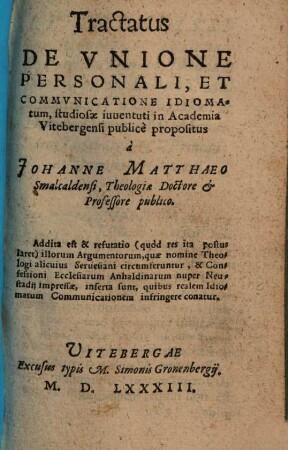 Tractatus
DE VNIONE
PERSONALI, ET
COMMVNICATIONE IDIOMA-
tum, studiosæ iuuentuti in Academia
Vitebergensi publicè propositus
à
JOHANNE MATTHAEO
Smalcaldensi, Theologiæ Doctore &
Professore publico.
Addita est & refutatio (quòd res ita postu-
laret) illorum Argumentorum, quæ nomine Theo-
logi alicuius Seruestani circumferuntur, & Con-
fessioni Ecclesiarum Anhaldinarum nuper Neu-
stadij impressæ, inserta sunt, quibus realem Idio-
matum Communicationem infringere conatur.
VITEBERGAE
Excusus typis M. Simonis Gronenbergij.
M. D. LXXXIII.